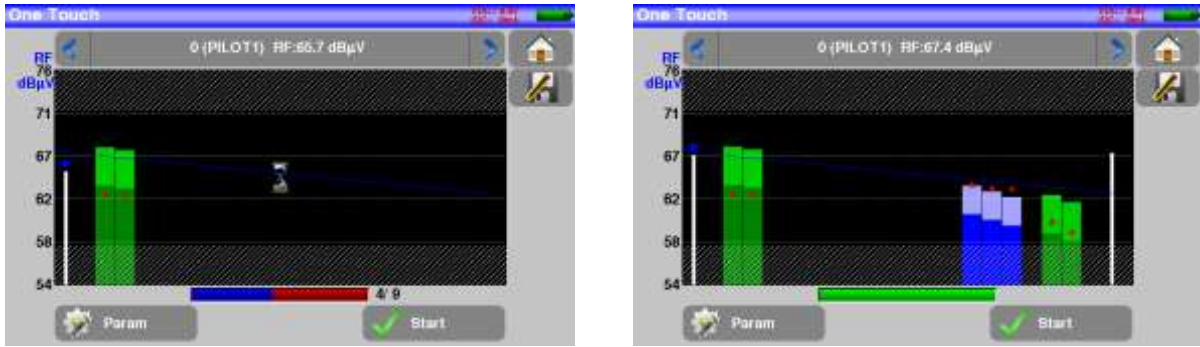 One Touch
0 (PILOT1) RF:65.7 dBµV
RF
76
dBµV
71
67
62
58
54
4/ 9
Param
Start
One Touch
0 (PILOT1) RF:67.4 dBµV
RF
76
dBµV
71
67
62
58
54
Param
Start